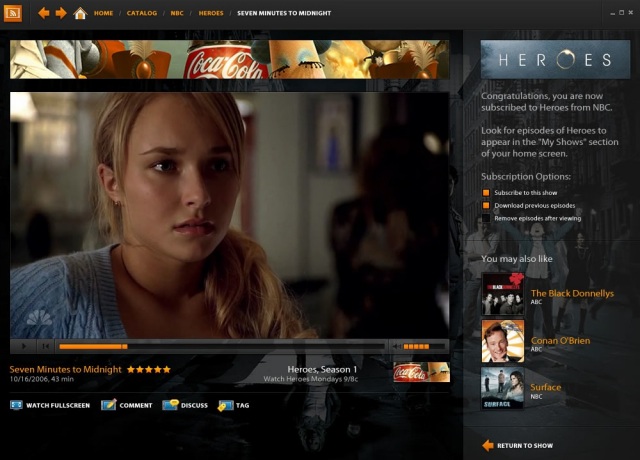 HOME / CATALOG / NBC / HEROES / SEVEN MINUTES TO MIDNIGHT
Coca-Cola
HEROES
Congratulations, you are now
subscribed to Heroes from NBC.
Look for episodes of Heroes to
appear in the "My Shows" section
of your home screen.
Subscription Options:
Subscribe to this show
Download previous episodes
Remove episodes after viewing
You may also like
THE BLACK DONNELLYS
The Black Donnellys
ABC
Conan O'Brien
ABC
SURFACE
Surface
NBC
Seven Minutes to Midnight
10/16/2006, 43 min
Heroes, Season 1
Watch Heroes Mondays 9/8c
Coca-Cola
WATCH FULLSCREEN
COMMENT
DISCUSS
TAG
RETURN TO SHOW